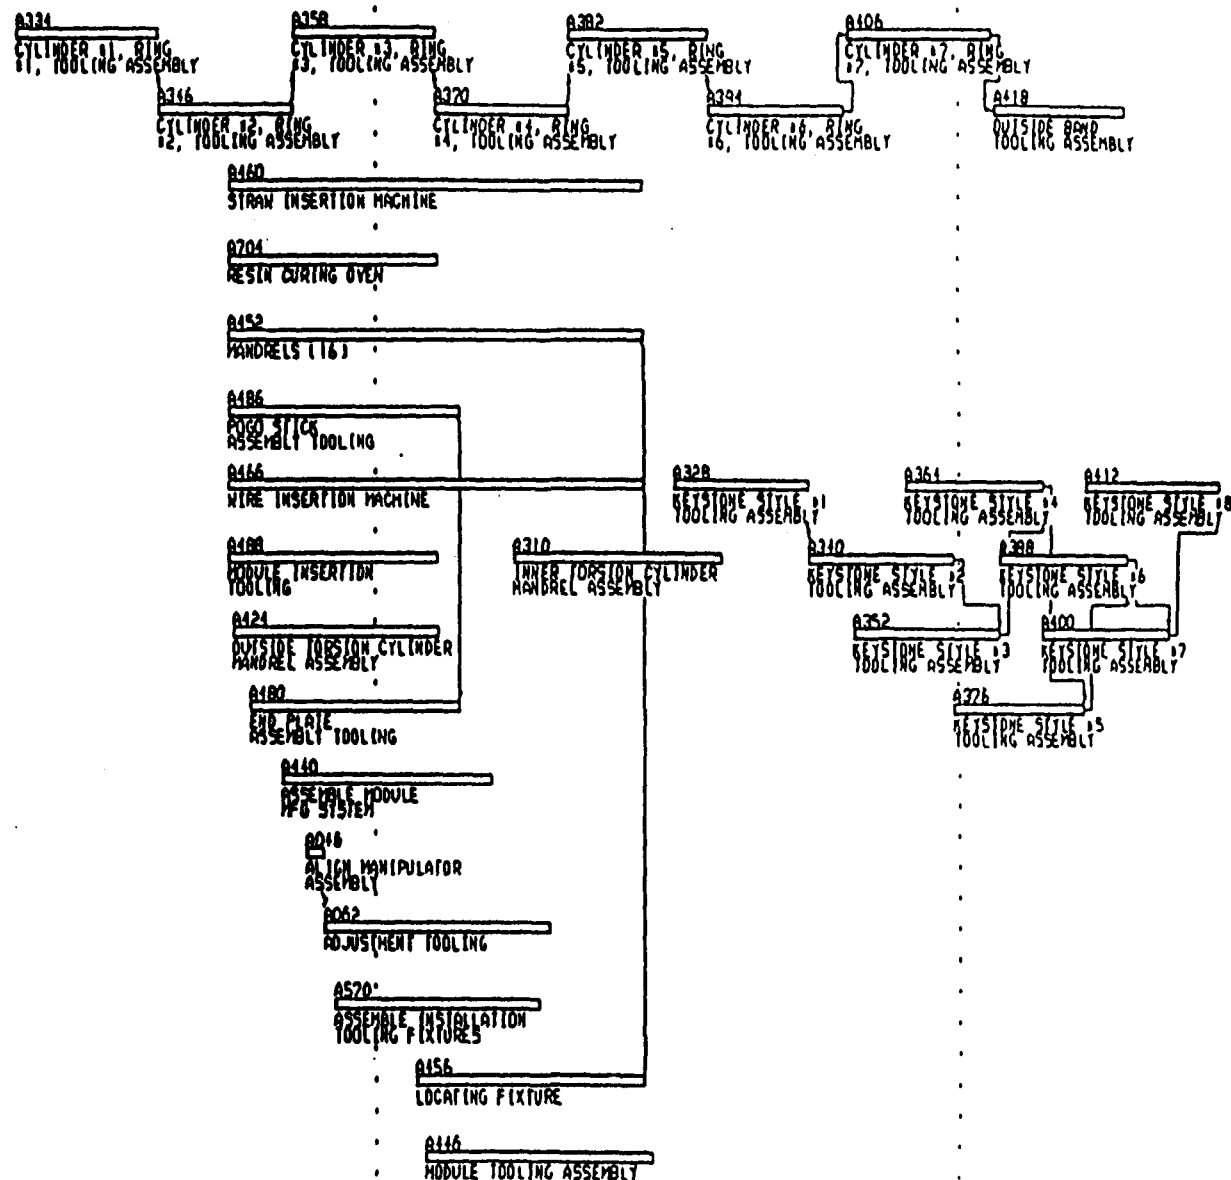 A334
CYLINDER #1, RING
#1, TOOLING ASSEMBLY
A358
CYLINDER #3, RING
#3, TOOLING ASSEMBLY
A382
CYLINDER #5, RING
#5, TOOLING ASSEMBLY
A406
CYLINDER #7, RING
#7, TOOLING ASSEMBLY
A346
CYLINDER #2, RING
#2, TOOLING ASSEMBLY
A370
CYLINDER #4, RING
#4, TOOLING ASSEMBLY
A394
CYLINDER #6, RING
#6, TOOLING ASSEMBLY
A418
OUTSIDE BAND
TOOLING ASSEMBLY
A460
STRAW INSERTION MACHINE
A704
RESIN CURING OVEN
A452
MANDRELS (16)
A486
POGO STICK
ASSEMBLY TOOLING
A466
WIRE INSERTION MACHINE
A328
KEYSTONE STYLE #1
TOOLING ASSEMBLY
A364
KEYSTONE STYLE #4
TOOLING ASSEMBLY
A412
KEYSTONE STYLE #8
TOOLING ASSEMBLY
A488
MODULE INSERTION
TOOLING
A310
INNER TORSION CYLINDER
MANDREL ASSEMBLY
A340
KEYSTONE STYLE #2
TOOLING ASSEMBLY
A388
KEYSTONE STYLE #6
TOOLING ASSEMBLY
A424
OUTSIDE TORSION CYLINDER
MANDREL ASSEMBLY
A352
KEYSTONE STYLE #3
TOOLING ASSEMBLY
A400
KEYSTONE STYLE #7
TOOLING ASSEMBLY
A480
END PLATE
ASSEMBLY TOOLING
A376
KEYSTONE STYLE #5
TOOLING ASSEMBLY
A440
ASSEMBLE MODULE
MFG SYSTEM
A046
ALIGN MANIPULATOR
ASSEMBLY
A062
ADJUSTMENT TOOLING
A520
ASSEMBLE INSTALLATION
TOOLING FIXTURES
A456
LOCATING FIXTURE
A446
MODULE TOOLING ASSEMBLY